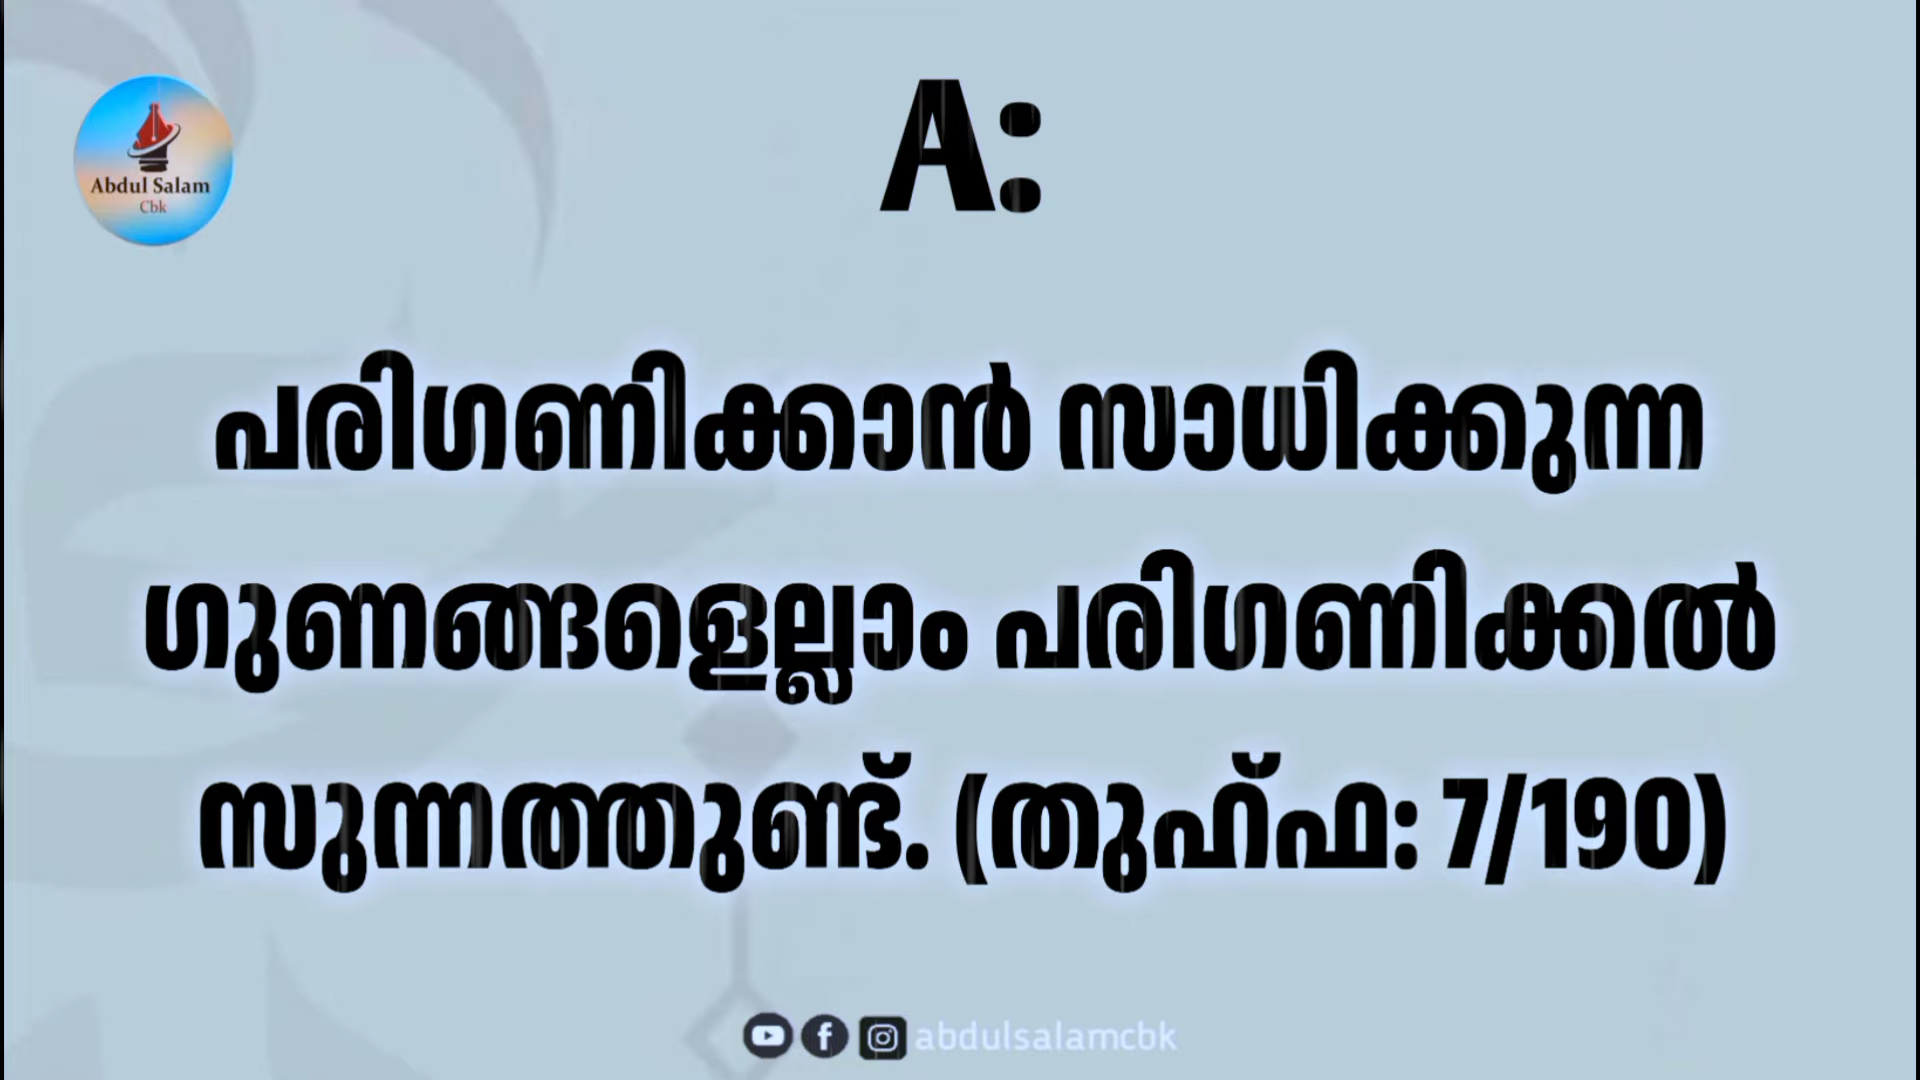 A:
Abdul Salam
Cbk
പരിഗണിക്കാൻ സാധിക്കുന്ന
ഗുണങ്ങളെല്ലാം പരിഗണിക്കൽ
സുന്നത്തുണ്ട്. (തുഹ്ഫ: 7/190)
abdulsalamcbk